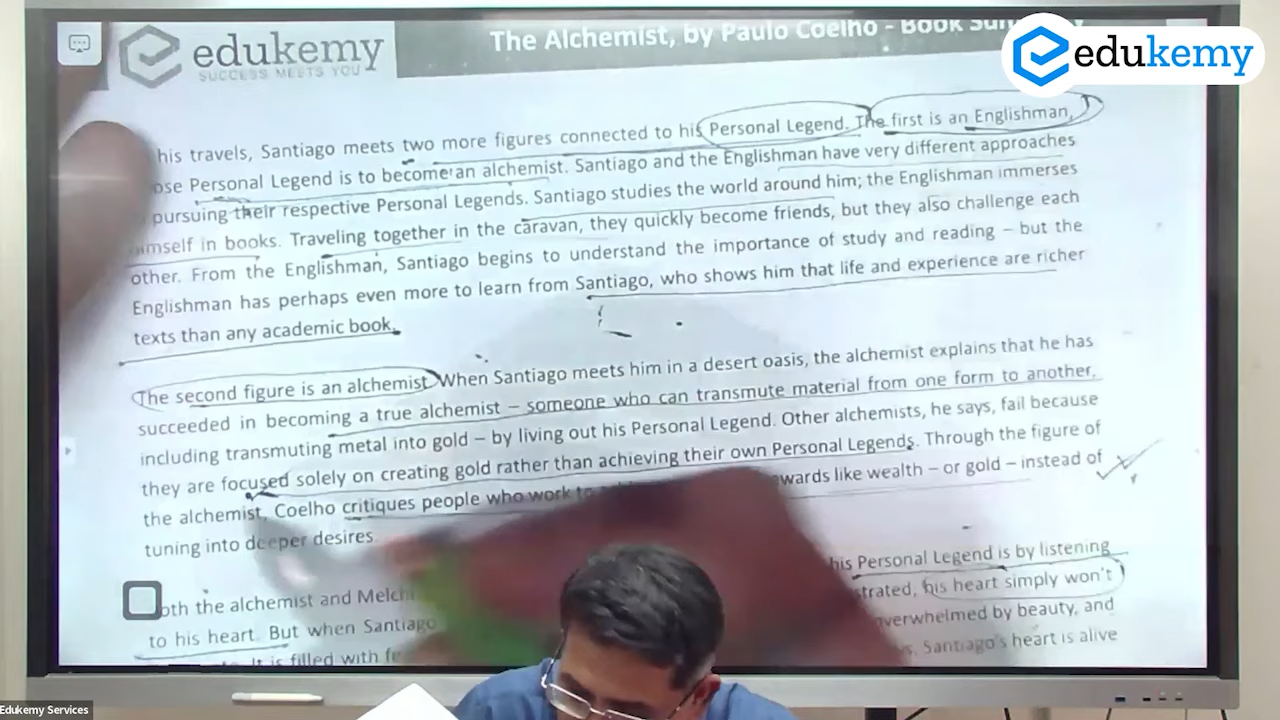 edukemy
SUCCESS MEETS YOU
The Alchemist, by Paulo Coelho - Book
edukemy
his travels, Santiago meets two more figures connected to his Personal Legend. The first is an Englishman,
Personal Legend is to become an alchemist. Santiago and the Englishman have very different approaches
pursuing their respective Personal Legends. Santiago studies the world around him; the Englishman immerses
in books. Traveling together in the caravan, they quickly become friends, but they also challenge each
other. From the Englishman, Santiago begins to understand the importance of study and reading – but the
Englishman has perhaps even more to learn from Santiago, who shows him that life and experience are richer
texts than any academic book.
The second figure is an alchemist. When Santiago meets him in a desert oasis, the alchemist explains that he has
succeeded in becoming a true alchemist – someone who can transmute material from one form to another,
including transmuting metal into gold – by living out his Personal Legend. Other alchemists, he says, fail because
they are focused solely on creating gold rather than achieving their own Personal Legends. Through the figure of
the alchemist, Coelho critiques people who work to rewards like wealth – or gold – instead of
tuning into deeper desires.
the alchemist and his Personal Legend is by listening
to his heart. But when Santiago his heart simply won't
It is filled with overwhelmed by beauty, and
Santiago's heart is alive
Edukemy Services